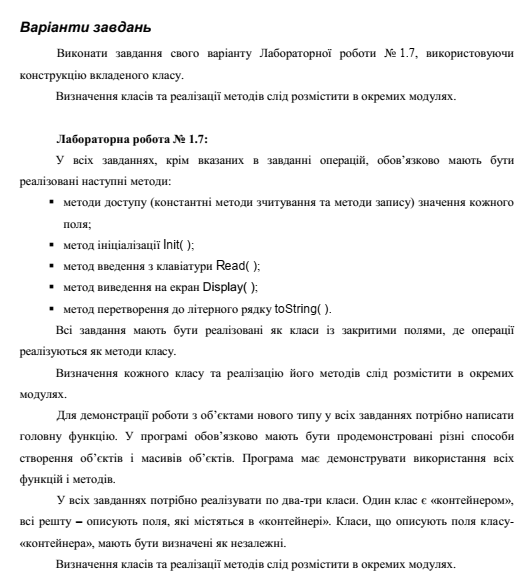 Варіанти завдань
Виконати завдання свого варіанту Лабораторної роботи № 1.7, використовуючи
конструкцію вкладеного класу.
Визначення класів та реалізації методів слід розмістити в окремих модулях.
Лабораторна робота № 1.7:
У всіх завданнях, крім вказаних в завданні операцій, обов’язково мають бути
реалізовані наступні методи:
▪ методи доступу (константні методи зчитування та методи запису) значення кожного
поля;
▪ метод ініціалізації Init( );
▪ метод введення з клавіатури Read( );
▪ метод виведення на екран Display( );
▪ метод перетворення до літерного рядку toString( ).
Всі завдання мають бути реалізовані як класи із закритими полями, де операції
реалізуються як методи класу.
Визначення кожного класу та реалізацію його методів слід розмістити в окремих
модулях.
Для демонстрації роботи з об’єктами нового типу у всіх завданнях потрібно написати
головну функцію. У програмі обов’язково мають бути продемонстровані різні способи
створення об’єктів і масивів об’єктів. Програма має демонструвати використання всіх
функцій і методів.
У всіх завданнях потрібно реалізувати по два-три класи. Один клас є «контейнером»,
всі решту – описують поля, які містяться в «контейнері». Класи, що описують поля класу-
«контейнера», мають бути визначені як незалежні.
Визначення класів та реалізації методів слід розмістити в окремих модулях.